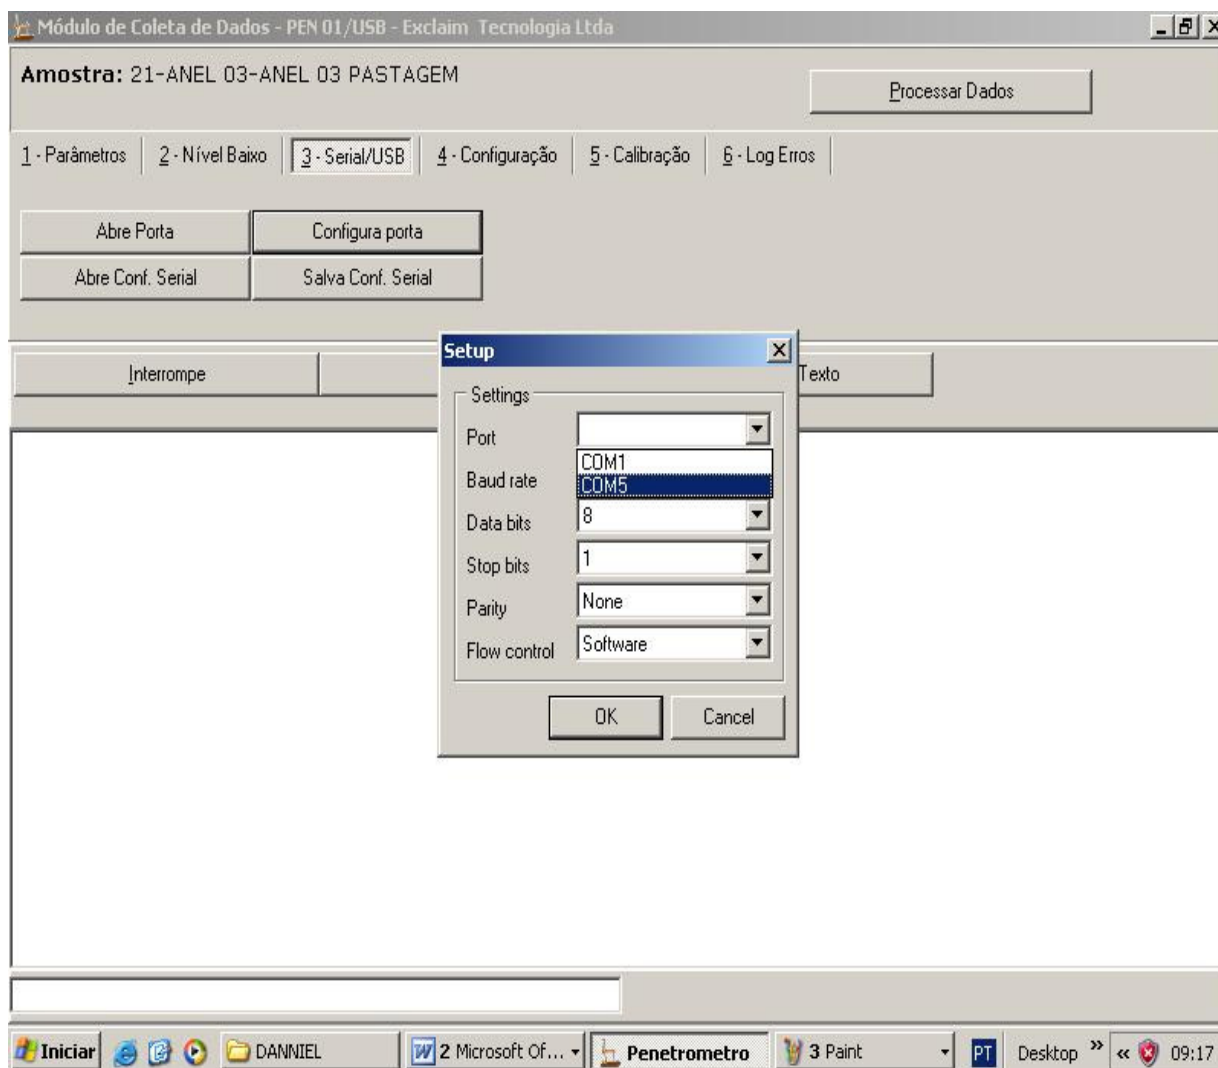 Módulo de Coleta de Dados - PEN 01/USB - Exclaim Tecnologia Ltda
Amostra: 21-ANEL 03-ANEL 03 PASTAGEM
Processar Dados
1 - Parâmetros 2 - Nível Baixo 3 - Serial/USB 4 - Configuração 5 - Calibração 6 - Log Erros
Abre Porta Configura porta
Abre Conf. Serial Salva Conf. Serial
Interrompe Texto
Setup
Settings
Port
COM1
Baud rate COM5
Data bits 8
Stop bits 1
Parity None
Flow control Software
OK Cancel
Iniciar DANNIEL 2 Microsoft Of... Penetrometro 3 Paint PT Desktop » « 09:17